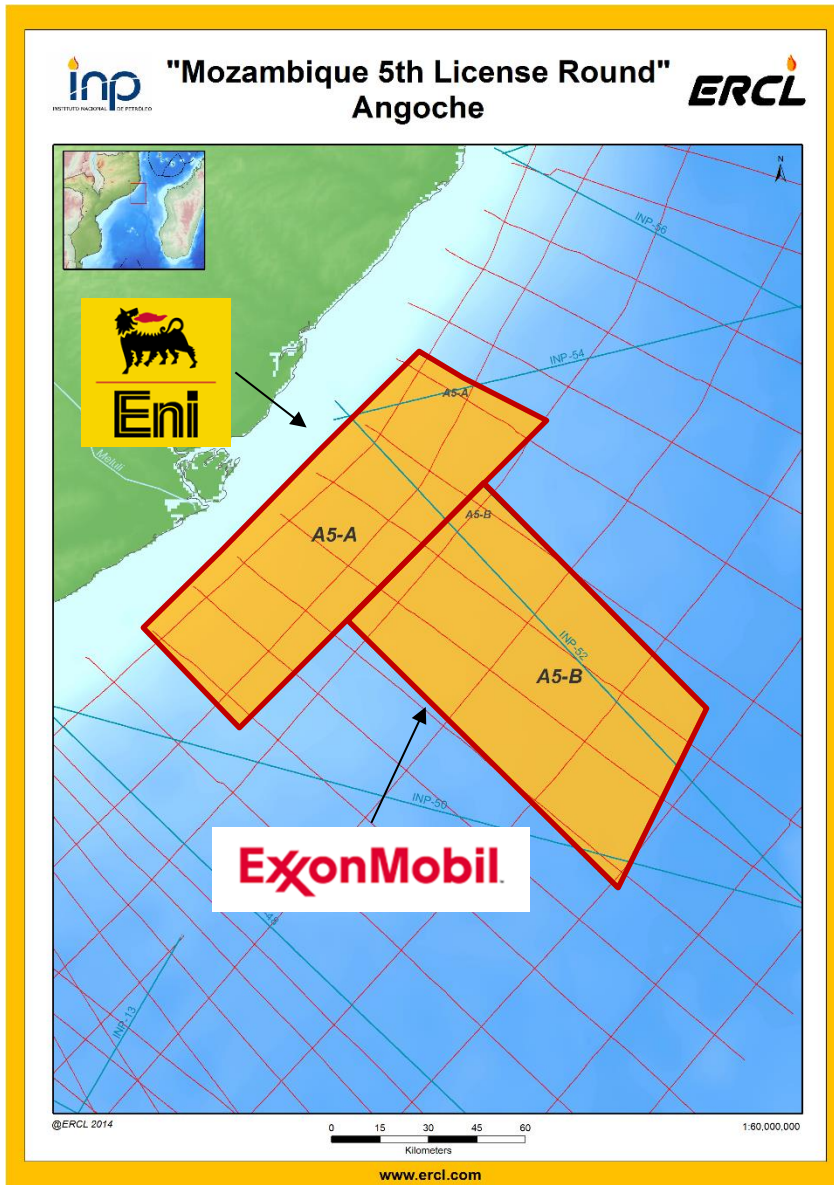 inp
INSTITUTO NACIONAL DE PETRÓLEO
"Mozambique 5th License Round"
Angoche
ERCL
N
INP-56
INP-54
A5-A
Eni
Meluli
A5-B
A5-A
INP-52
A5-B
INP-50
ExxonMobil
INP-13
@ERCL 2014
0 15 30 45 60
Kilometers
1:60,000,000
www.ercl.com